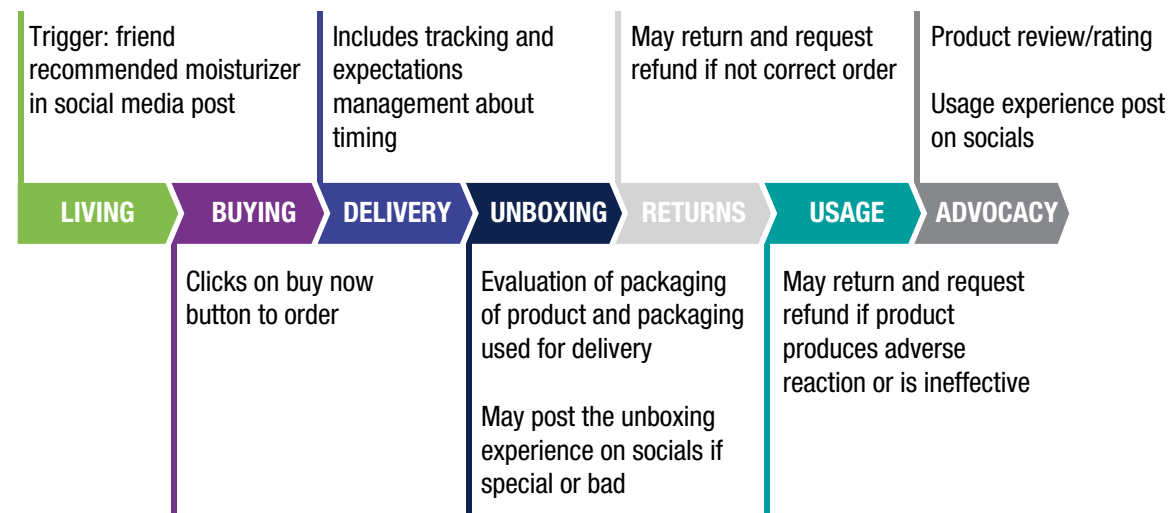 Trigger: friend
recommended moisturizer
in social media post
Includes tracking and
expectations
management about
timing
May return and request
refund if not correct order
Product review/rating
Usage experience post
on socials
LIVING
BUYING
DELIVERY
UNBOXING
RETURNS
USAGE
ADVOCACY
Clicks on buy now
button to order
Evaluation of packaging
of product and packaging
used for delivery
May post the unboxing
experience on socials if
special or bad
May return and request
refund if product
produces adverse
reaction or is ineffective